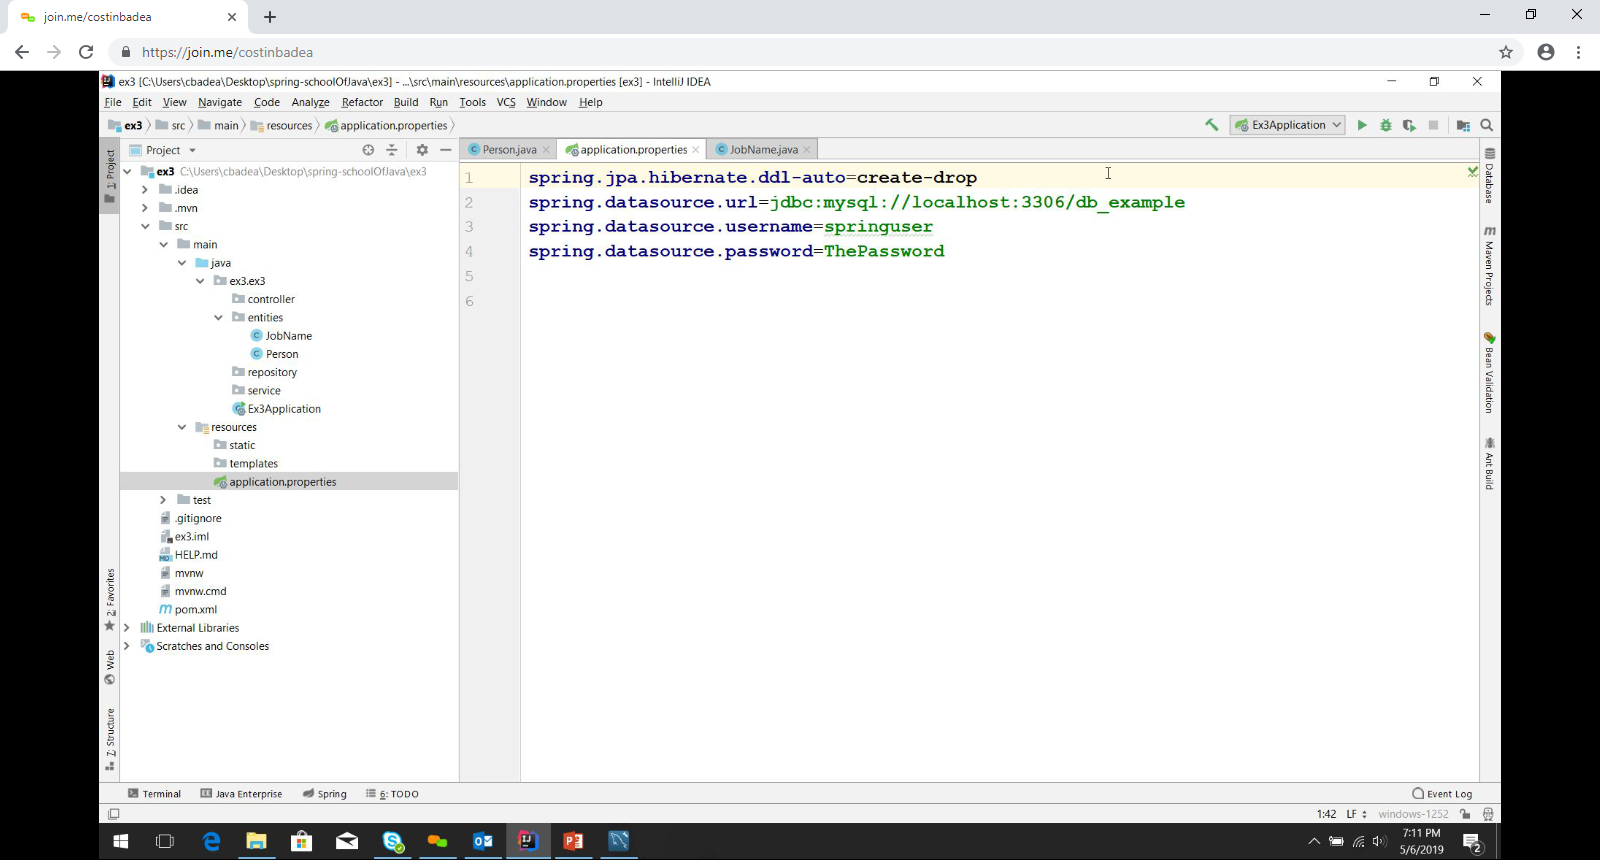 join.me/costinbadea
https://join.me/costinbadea
ex3 [C:\Users\cbadea\Desktop\spring-schoolOfJava\ex3] - ...\src\main\resources\application.properties [ex3] - IntelliJ IDEA
File Edit View Navigate Code Analyze Refactor Build Run Tools VCS Window Help
ex3 src main resources application.properties
Ex3Application
1: Project
Project
Person.java application.properties JobName.java
ex3 C:\Users\cbadea\Desktop\spring-schoolOfJava\ex3
.idea
.mvn
src
main
java
ex3.ex3
controller
entities
JobName
Person
repository
service
Ex3Application
resources
static
templates
application.properties
test
.gitignore
ex3.iml
HELP.md
mvnw
mvnw.cmd
pom.xml
External Libraries
Scratches and Consoles
2: Favorites
Web
7: Structure
1 spring.jpa.hibernate.ddl-auto=create-drop
2 spring.datasource.url=jdbc:mysql://localhost:3306/db_example
3 spring.datasource.username=springuser
4 spring.datasource.password=ThePassword
5
6
Database
Maven Projects
Bean Validation
Ant Build
Terminal Java Enterprise Spring 6: TODO
Event Log
1:42 LF windows-1252
7:11 PM
5/6/2019
2